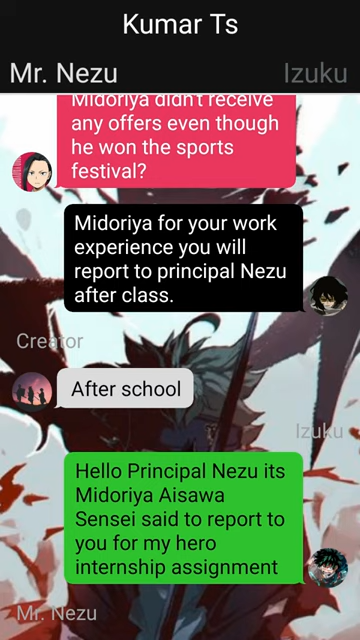 Kumar Ts
Mr. Nezu
Izuku
Midoriya didn't receive
any offers even though
he won the sports
festival?
Midoriya for your work
experience you will
report to principal Nezu
after class.
Creator
After school
Izuku
Hello Principal Nezu its
Midoriya Aisawa
Sensei said to report to
you for my hero
internship assignment
Mr. Nezu